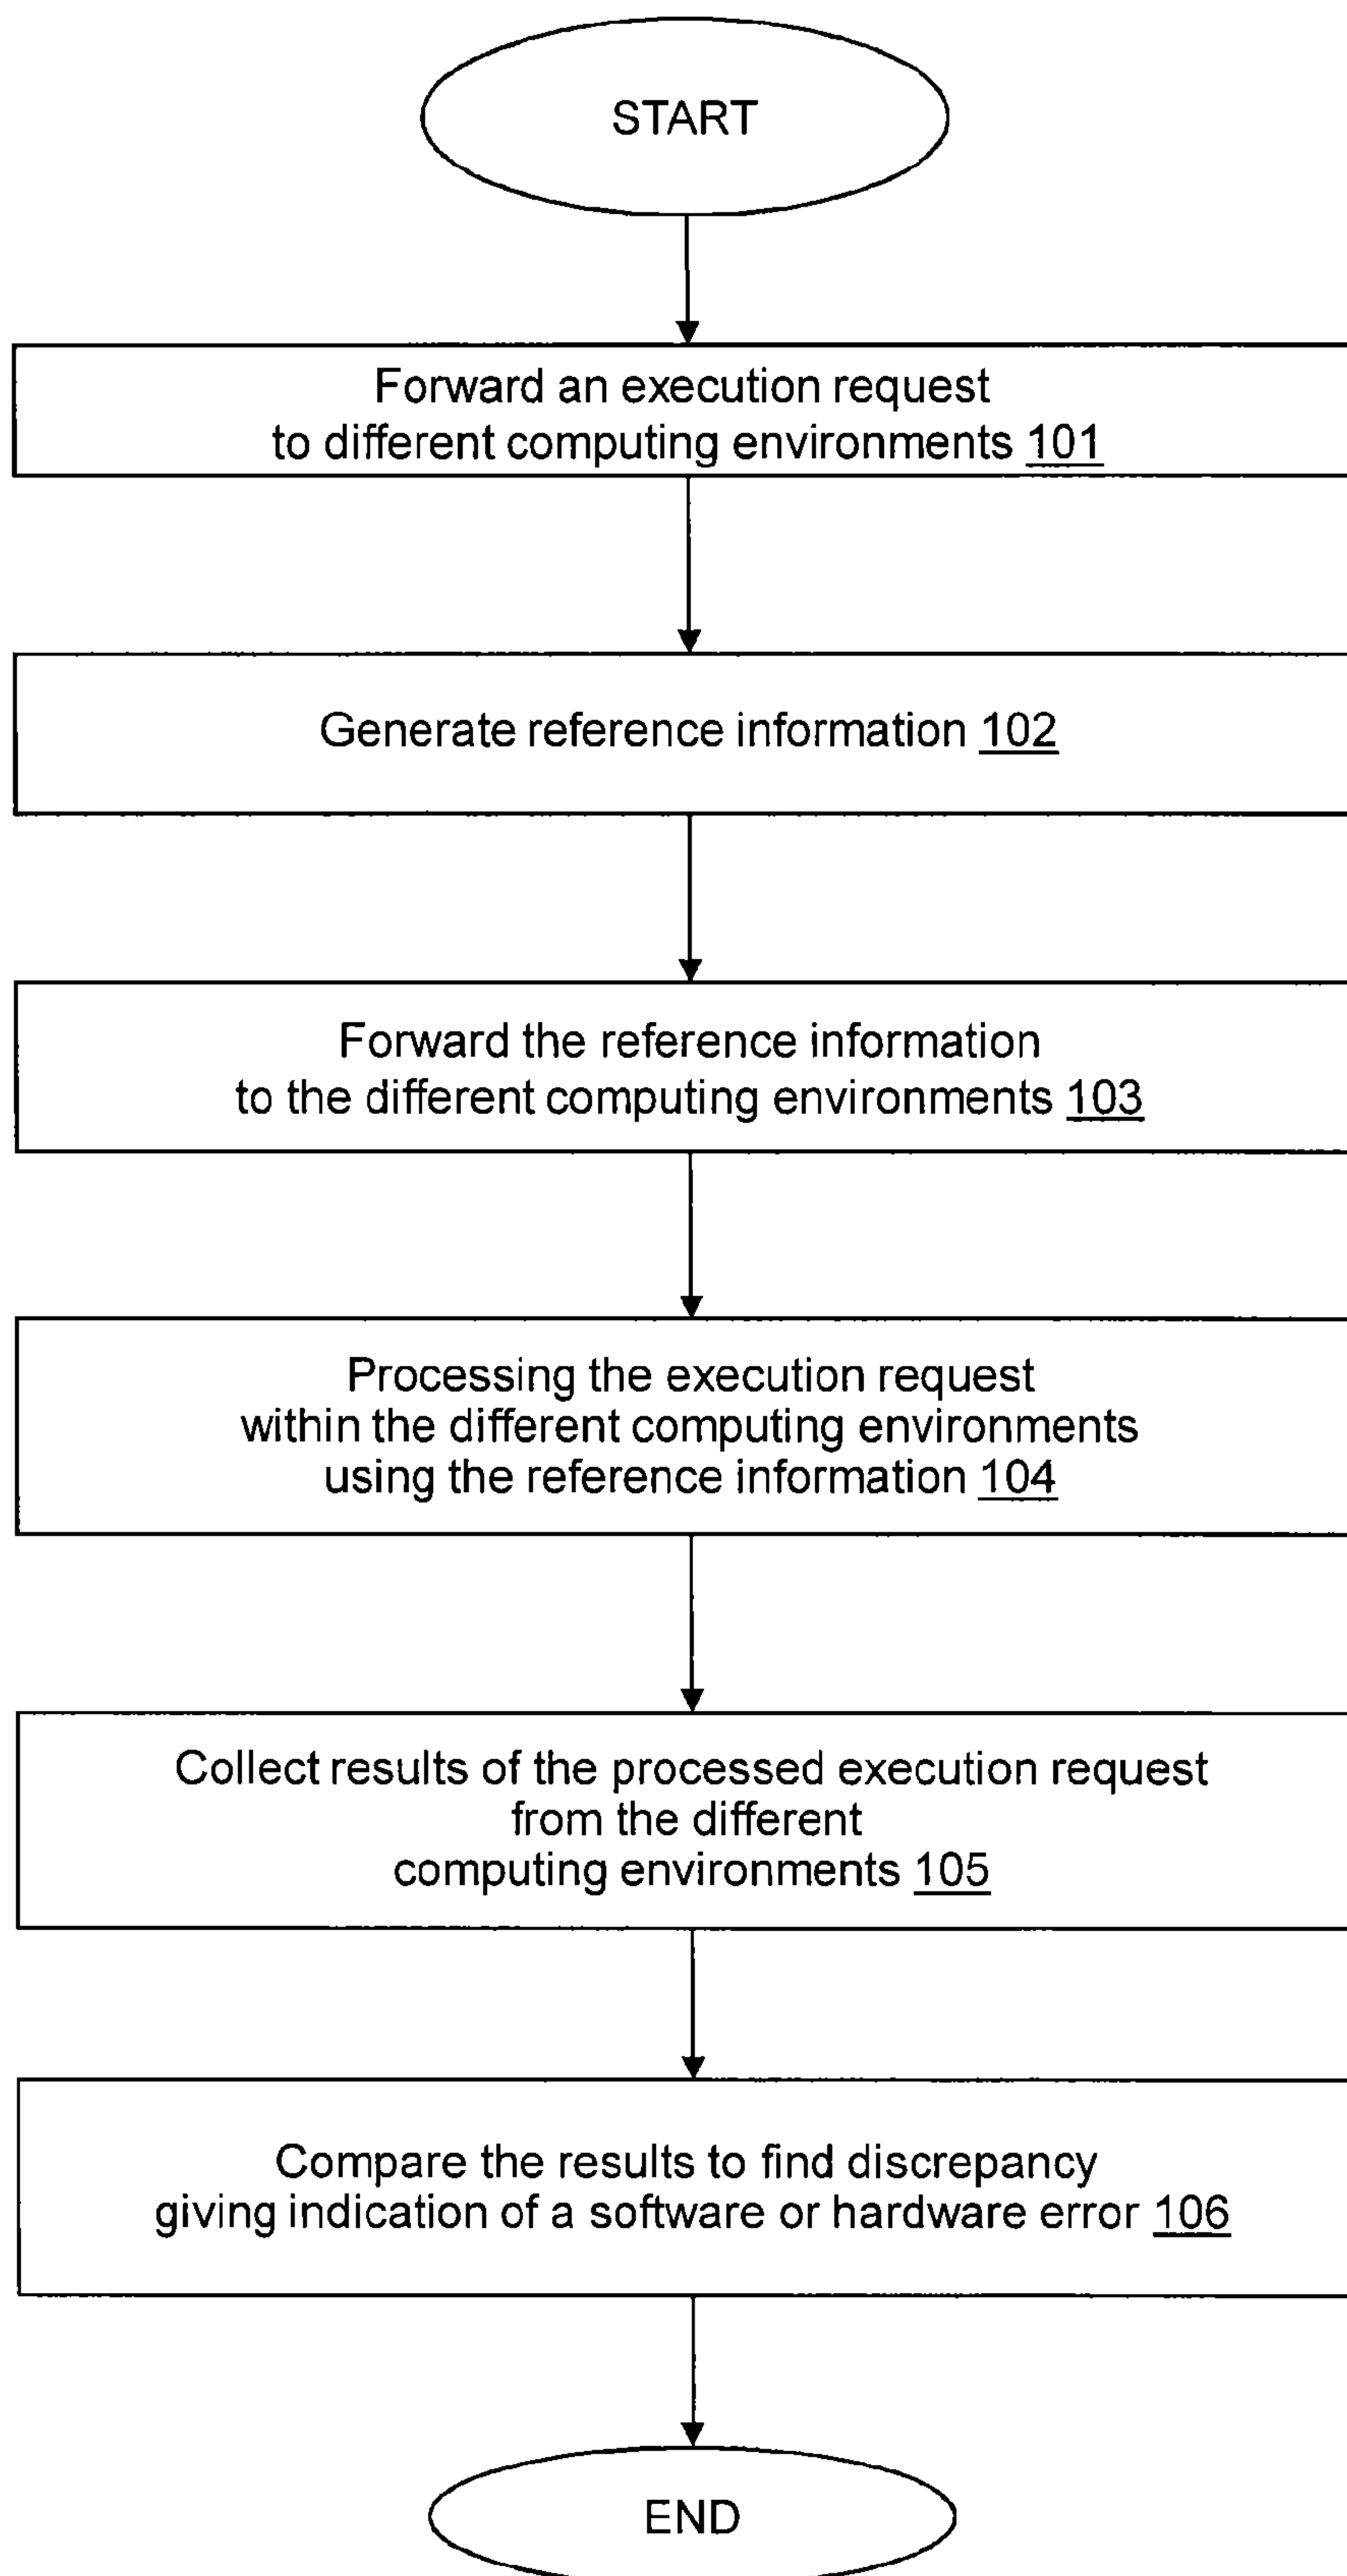 START
Forward an execution request
to different computing environments 101
Generate reference information 102
Forward the reference information
to the different computing environments 103
Processing the execution request
within the different computing environments
using the reference information 104
Collect results of the processed execution request
from the different
computing environments 105
Compare the results to find discrepancy
giving indication of a software or hardware error 106
END